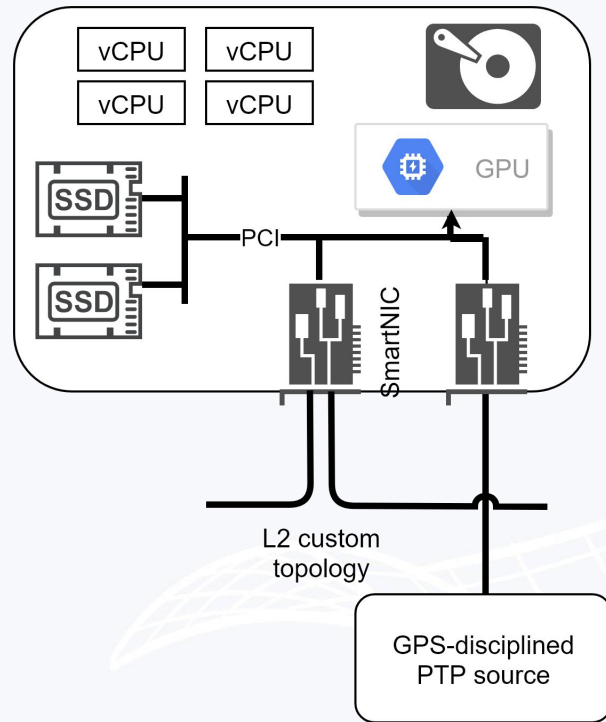 vCPU
vCPU
vCPU
vCPU
GPU
SSD
PCI
SSD
SmartNIC
L2 custom
topology
GPS-disciplined
PTP source